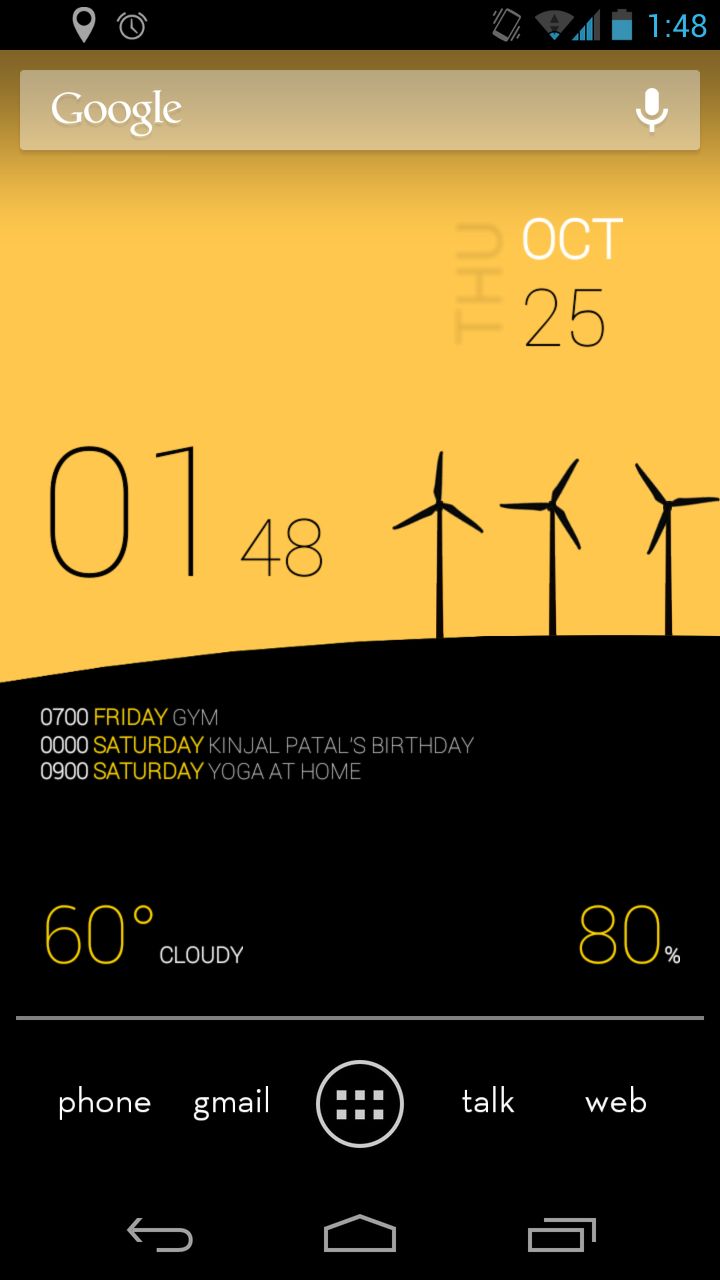 1:48
Google
THU
OCT
25
01 48
0700 FRIDAY GYM
0000 SATURDAY KINJAL PATAL'S BIRTHDAY
0900 SATURDAY YOGA AT HOME
60° CLOUDY
80%
phone gmail talk web